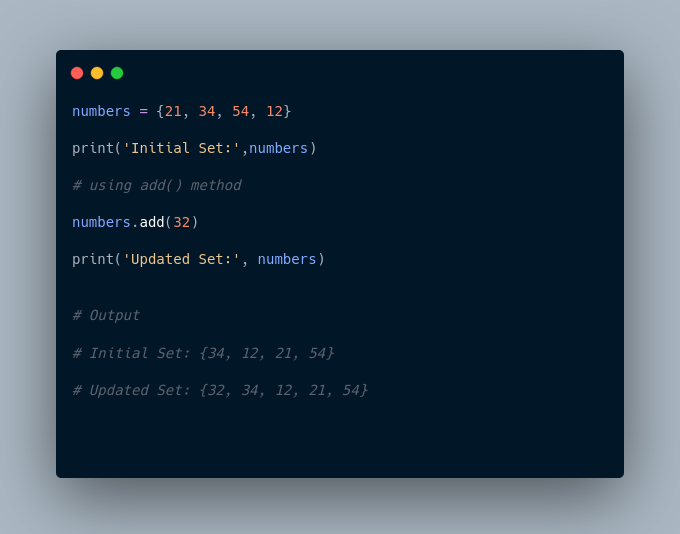 numbers = {21, 34, 54, 12}
print('Initial Set:',numbers)
# using add() method
numbers.add(32)
print('Updated Set:', numbers)
# Output
# Initial Set: {34, 12, 21, 54}
# Updated Set: {32, 34, 12, 21, 54}